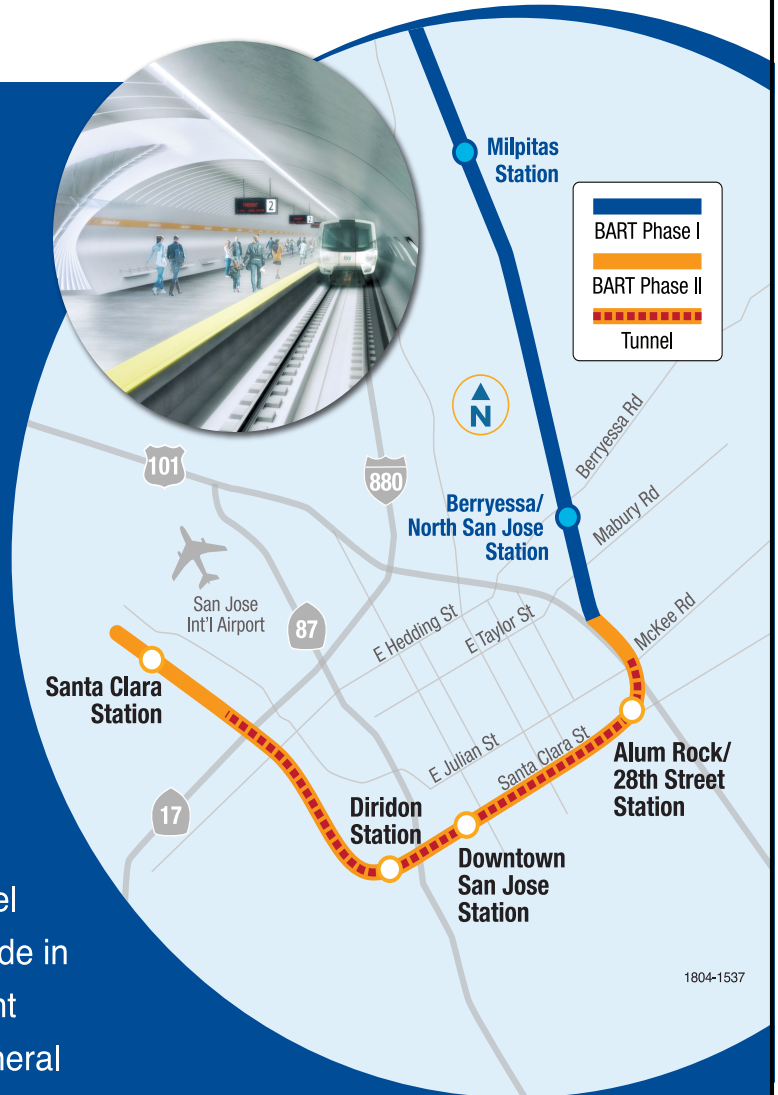 Milpitas
Station
BART Phase I
BART Phase II
Tunnel
2
2
N
Berryessa Rd
101
880
Berryessa/
North San Jose
Station
Mabury Rd
San Jose
Int'l Airport
87
E Hedding St
E Taylor St
McKee Rd
Santa Clara
Station
E Julian St
Santa Clara St
Alum Rock/
28th Street
Station
17
Diridon
Station
Downtown
San Jose
Station
el
de in
nt
neral
1804-1537